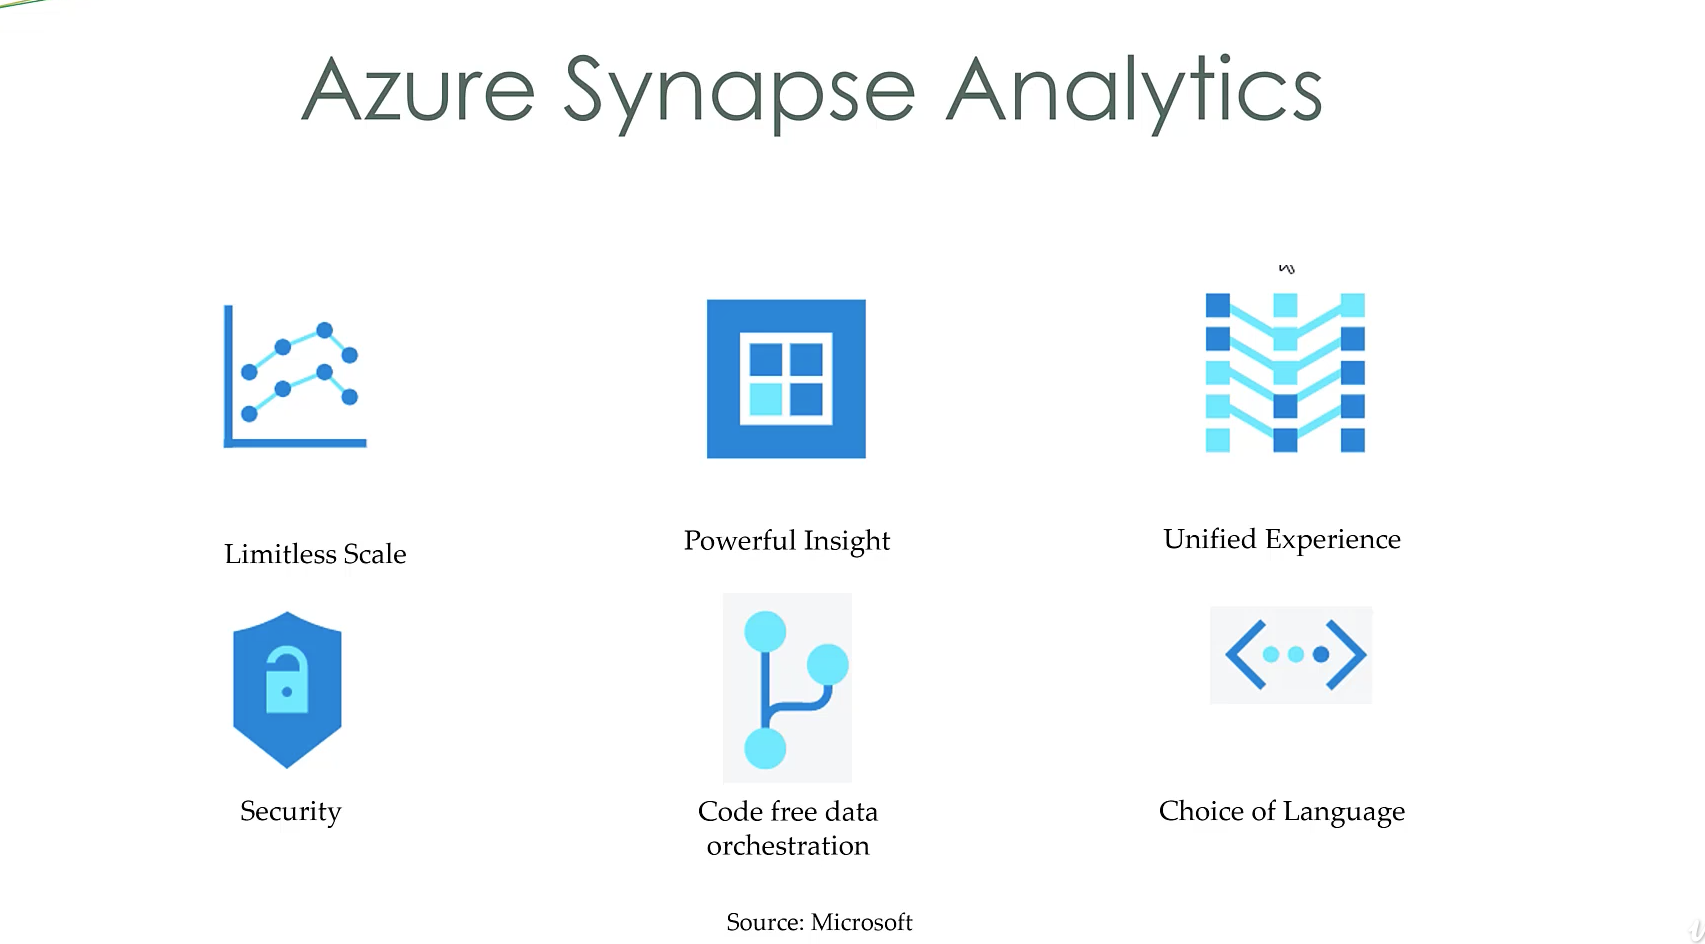 Azure Synapse Analytics
Limitless Scale
Powerful Insight
Unified Experience
Security
Code free data
orchestration
Choice of Language
Source: Microsoft